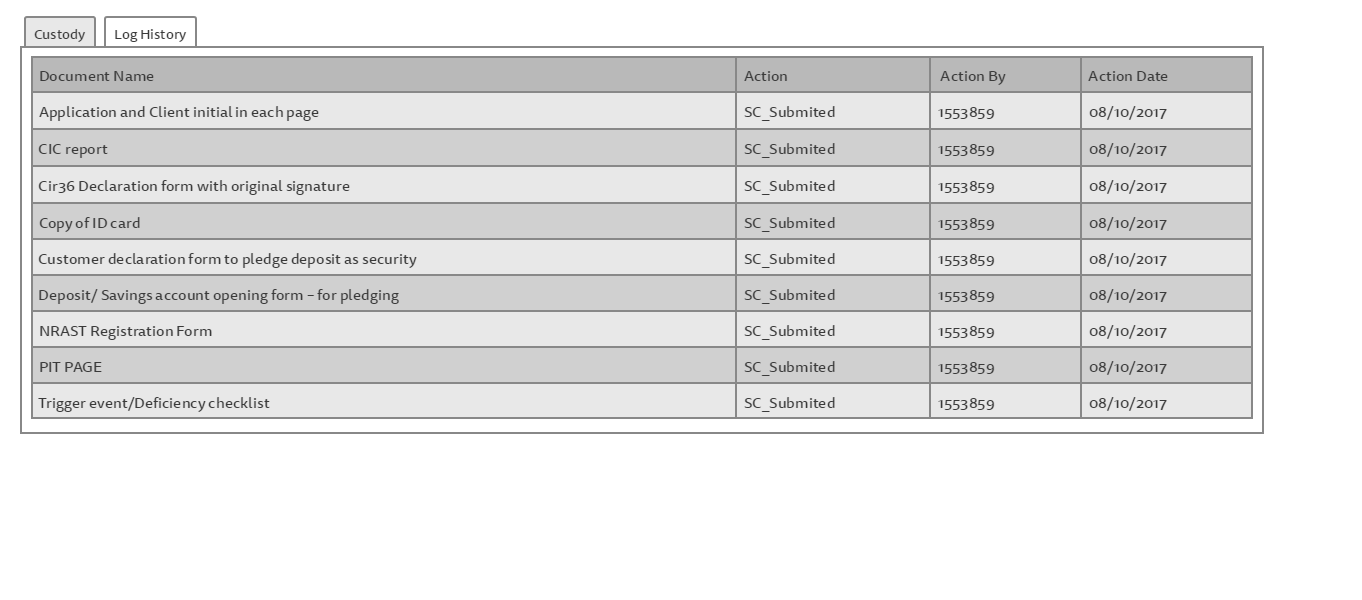 Custody Log History
Document Name Action Action By Action Date
Application and Client initial in each page SC_Submited 1553859 08/10/2017
CIC report SC_Submited 1553859 08/10/2017
Cir36 Declaration form with original signature SC_Submited 1553859 08/10/2017
Copy of ID card SC_Submited 1553859 08/10/2017
Customer declaration form to pledge deposit as security SC_Submited 1553859 08/10/2017
Deposit/ Savings account opening form – for pledging SC_Submited 1553859 08/10/2017
NRAST Registration Form SC_Submited 1553859 08/10/2017
PIT PAGE SC_Submited 1553859 08/10/2017
Trigger event/Deficiency checklist SC_Submited 1553859 08/10/2017